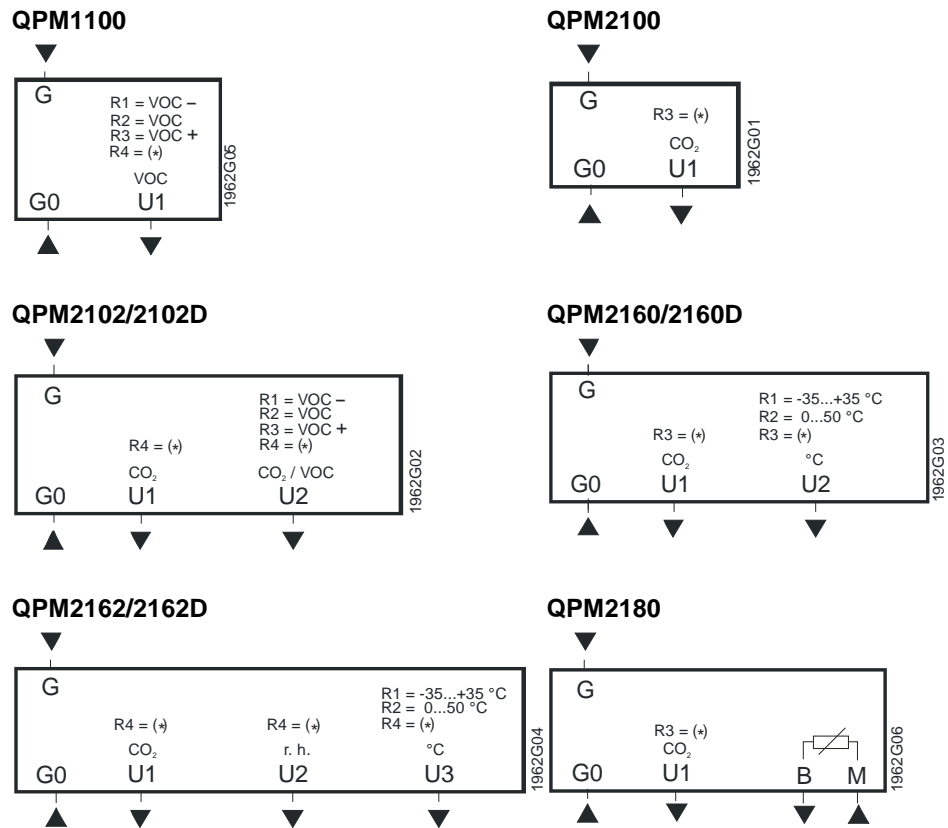 QPM1100
G
R1 = VOC –
R2 = VOC
R3 = VOC +
R4 = (*)
VOC
G0 U1
1962G05
QPM2100
G
R3 = (*)
CO₂
G0 U1
1962G01
QPM2102/2102D
G
R1 = VOC –
R2 = VOC
R3 = VOC +
R4 = (*) R4 = (*)
CO₂ CO₂ / VOC
G0 U1 U2
1962G02
QPM2160/2160D
G
R1 = -35...+35 °C
R2 = 0...50 °C
R3 = (*) R3 = (*)
CO₂ °C
G0 U1 U2
1962G03
QPM2162/2162D
G
R1 = -35...+35 °C
R2 = 0...50 °C
R4 = (*) R4 = (*) R4 = (*)
CO₂ r. h. °C
G0 U1 U2 U3
1962G04
QPM2180
G
R3 = (*)
CO₂
G0 U1 B M
1962G06